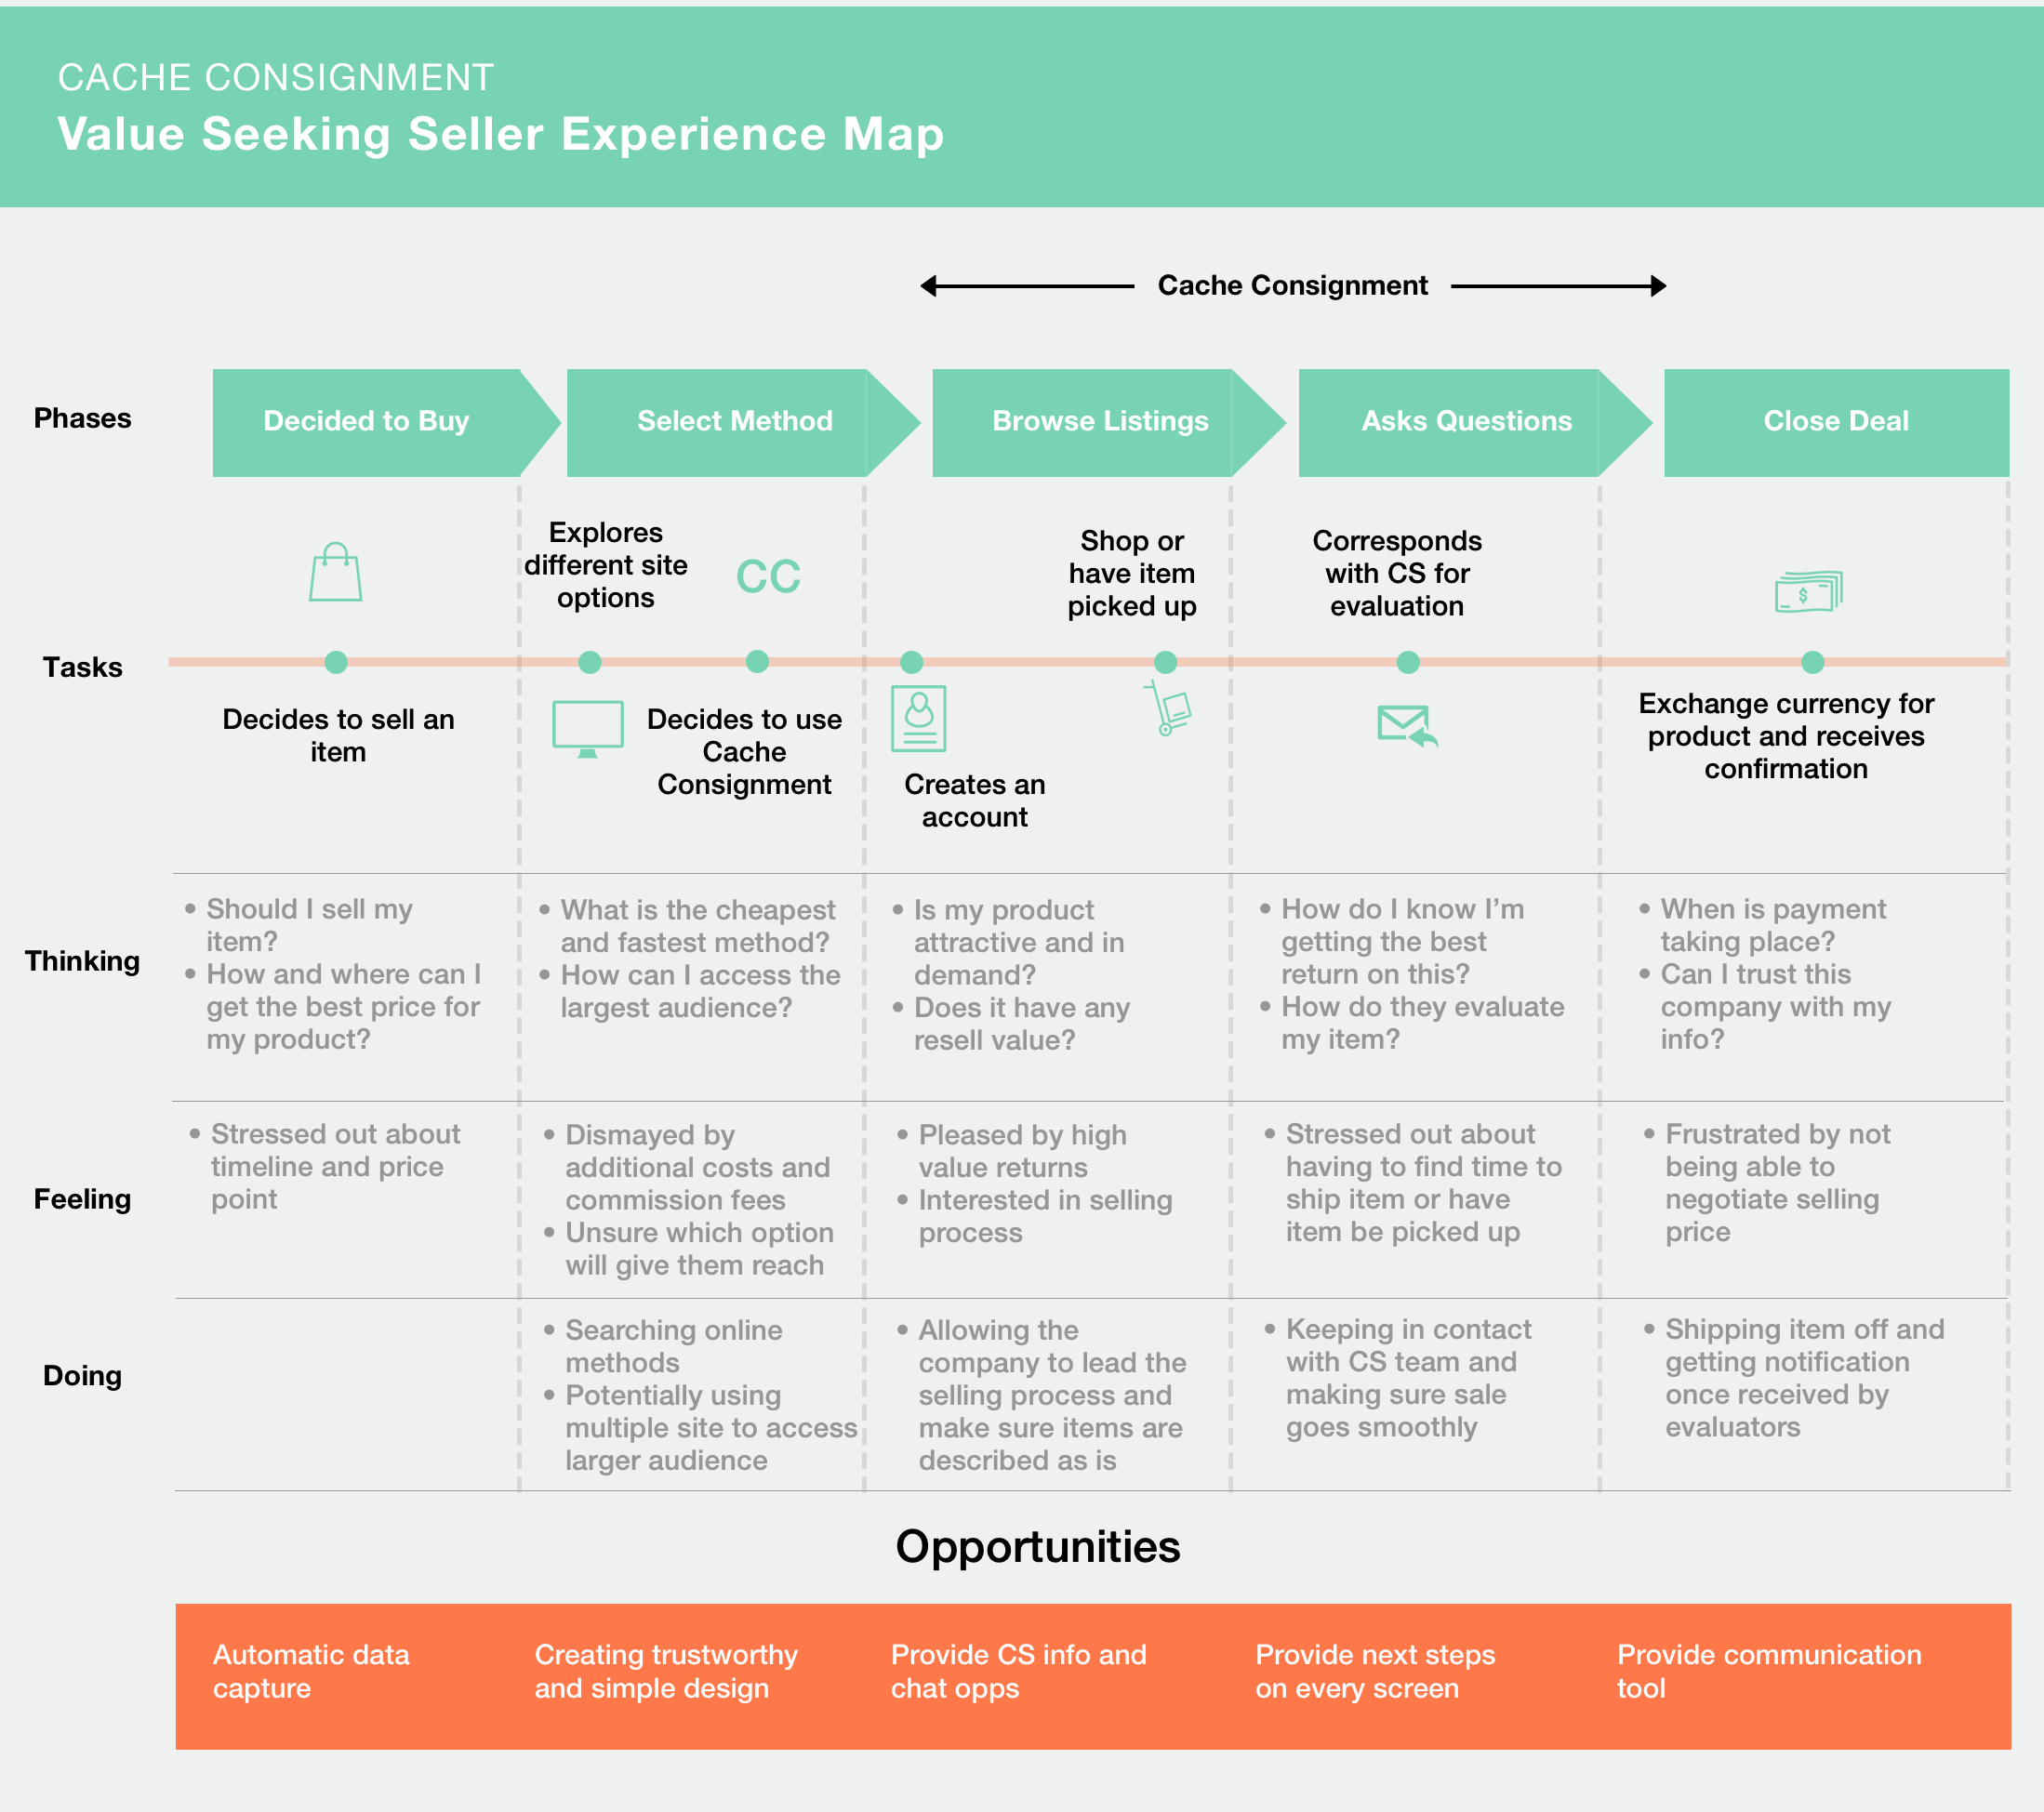 CACHE CONSIGNMENT
Value Seeking Seller Experience Map
Cache Consignment
Phases
Decided to Buy
Select Method
Browse Listings
Asks Questions
Close Deal
Tasks
Decides to sell an
item
Explores
different site
options
CC
Decides to use
Cache
Consignment
Creates an
account
Shop or
have item
picked up
Corresponds
with CS for
evaluation
$
Exchange currency for
product and receives
confirmation
Thinking
• Should I sell my
item?
• How and where can I
get the best price for
my product?
• What is the cheapest
and fastest method?
• How can I access the
largest audience?
• Is my product
attractive and in
demand?
• Does it have any
resell value?
• How do I know I’m
getting the best
return on this?
• How do they evaluate
my item?
• When is payment
taking place?
• Can I trust this
company with my
info?
Feeling
• Stressed out about
timeline and price
point
• Dismayed by
additional costs and
commission fees
• Unsure which option
will give them reach
• Pleased by high
value returns
• Interested in selling
process
• Stressed out about
having to find time to
ship item or have
item be picked up
• Frustrated by not
being able to
negotiate selling
price
Doing
• Searching online
methods
• Potentially using
multiple site to access
larger audience
• Allowing the
company to lead the
selling process and
make sure items are
described as is
• Keeping in contact
with CS team and
making sure sale
goes smoothly
• Shipping item off and
getting notification
once received by
evaluators
Opportunities
Automatic data
capture
Creating trustworthy
and simple design
Provide CS info and
chat opps
Provide next steps
on every screen
Provide communication
tool